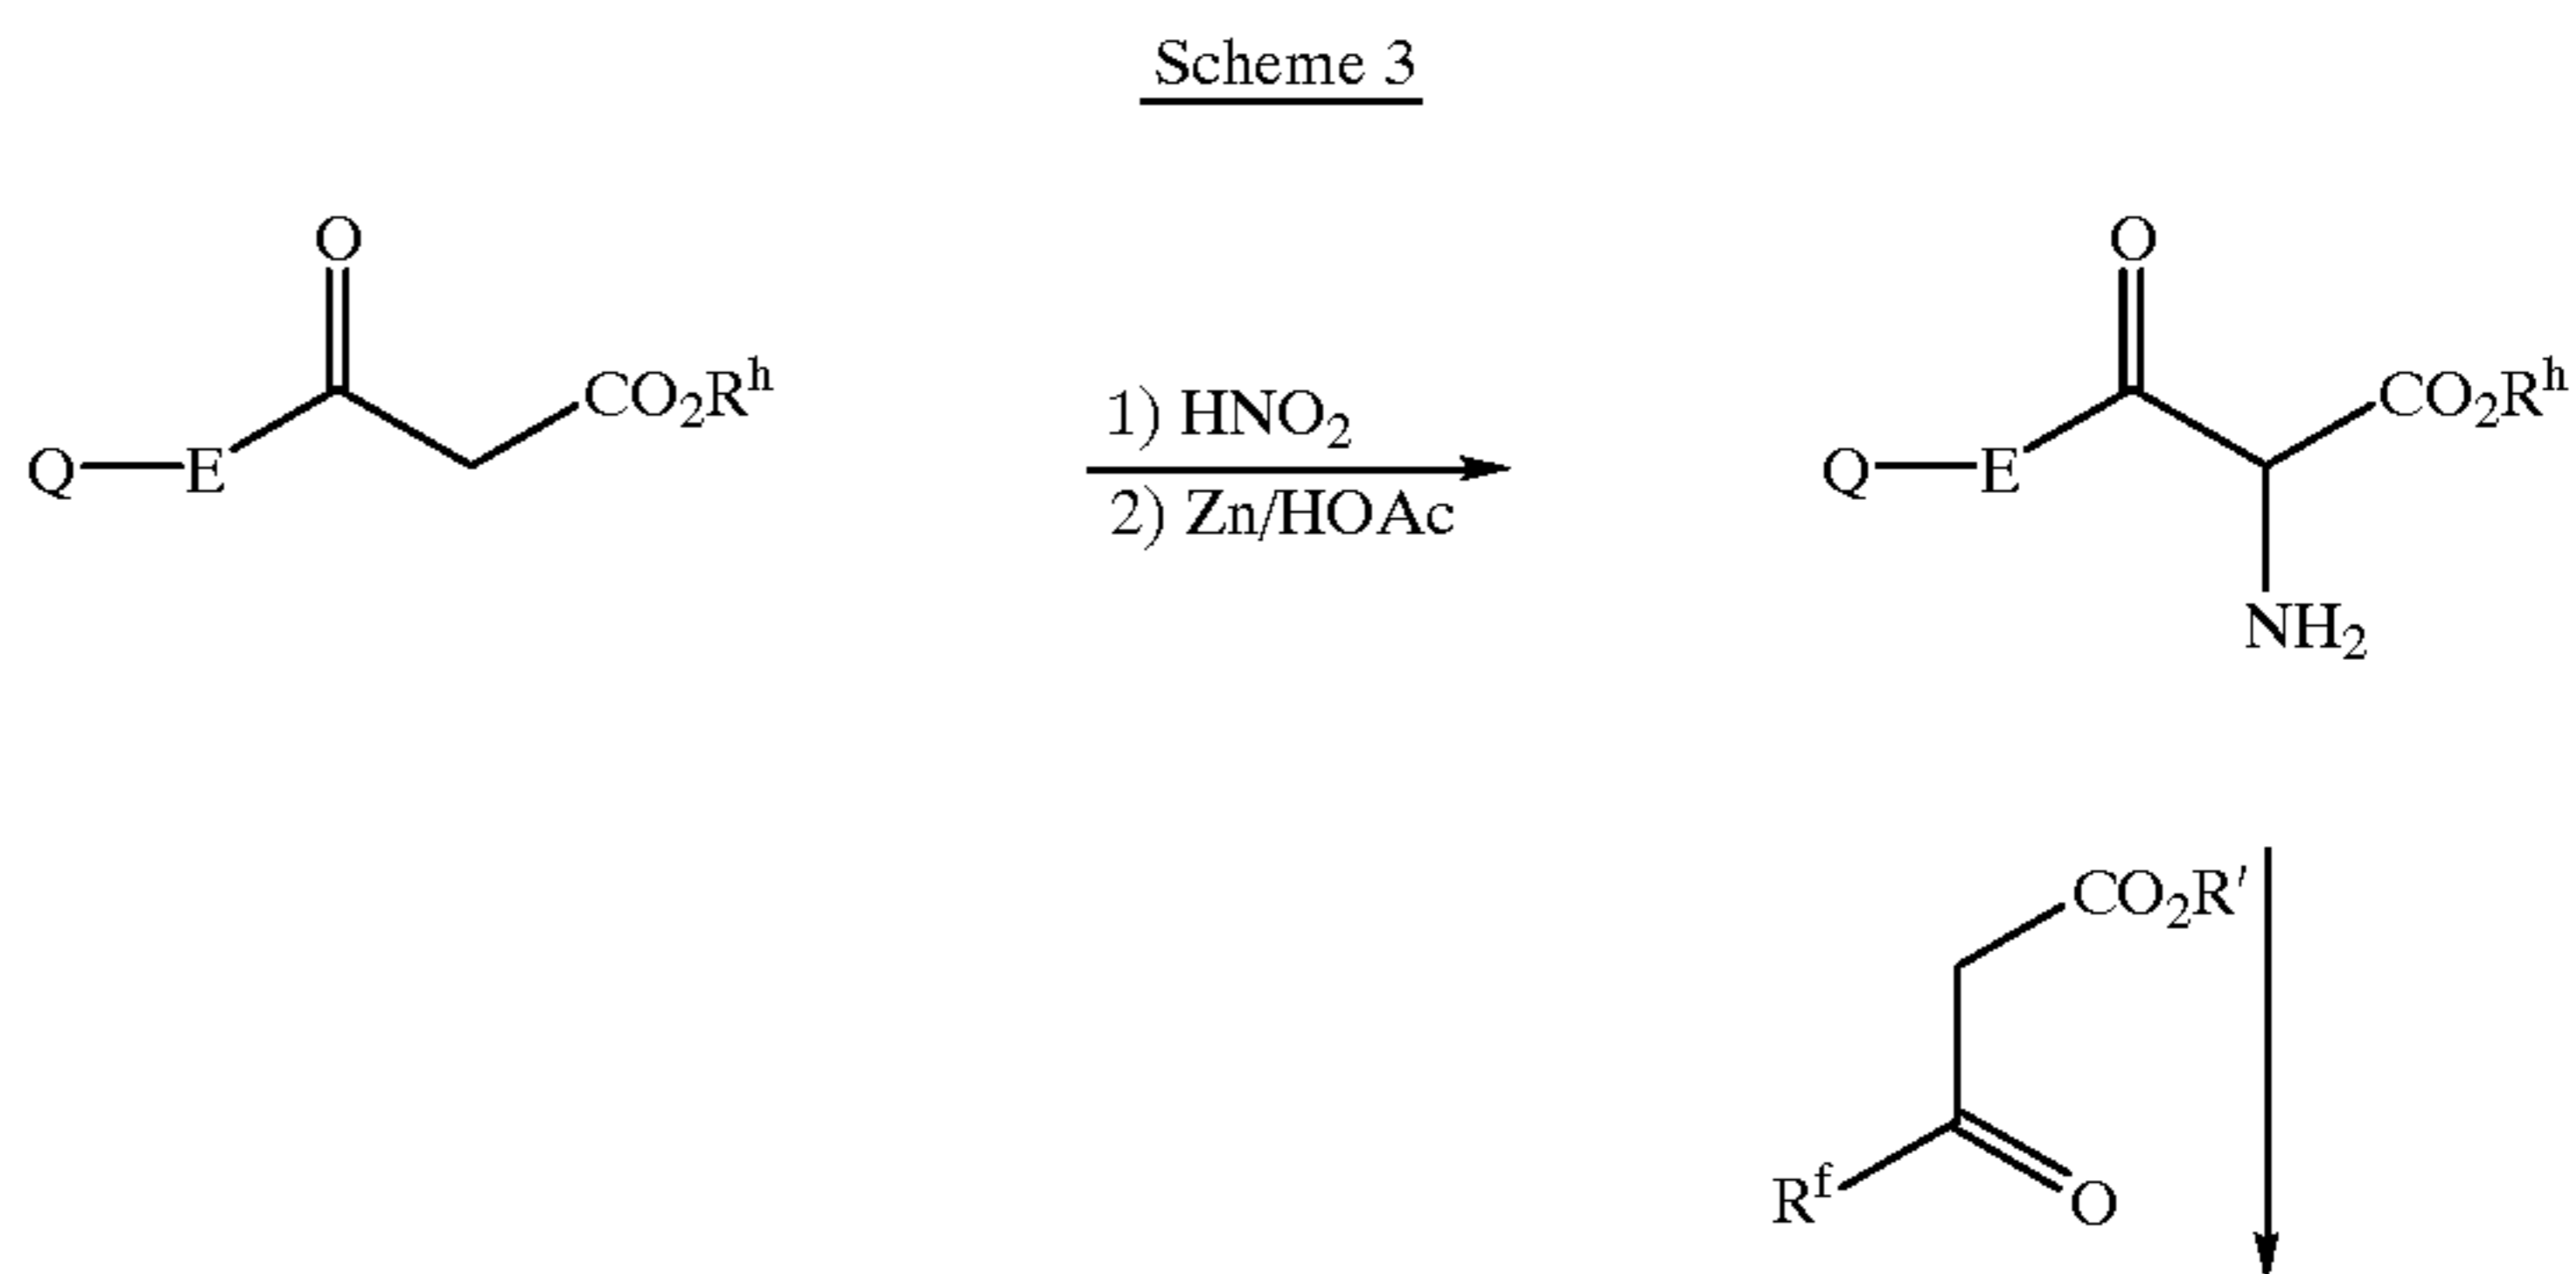 Scheme 3
O
CO₂Rʰ
Q—E
1) HNO₂
2) Zn/HOAc
O
CO₂Rʰ
Q—E
NH₂
CO₂R'
Rᶠ
O